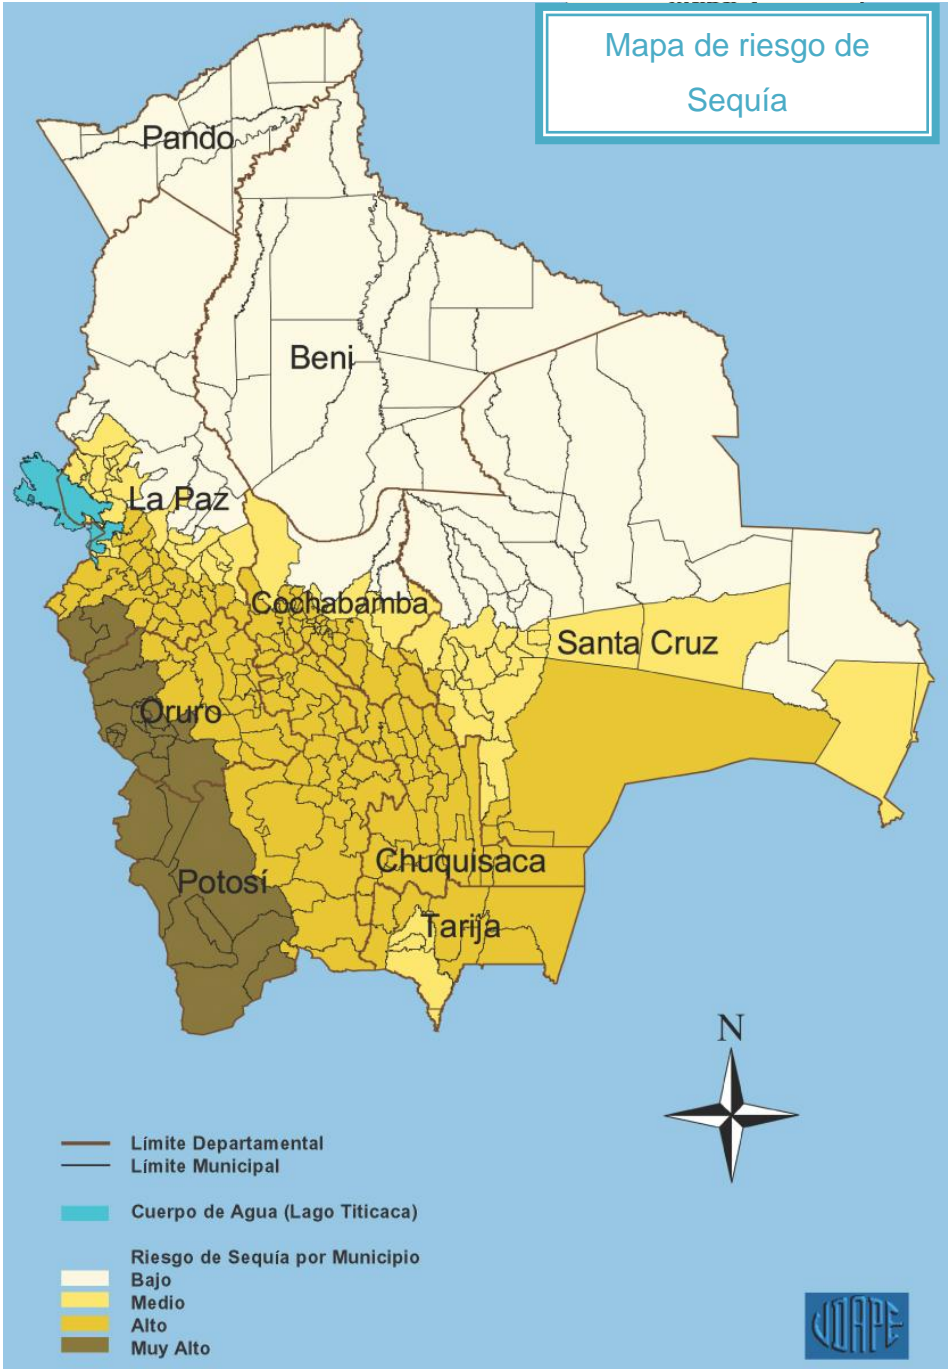 Mapa de riesgo de
Sequía
Pando
Beni
La Paz
Cochabamba
Santa Cruz
Oruro
Chuquisaca
Potosí
Tarija
N
Límite Departamental
Límite Municipal
Cuerpo de Agua (Lago Titicaca)
Riesgo de Sequía por Municipio
Bajo
Medio
Alto
Muy Alto